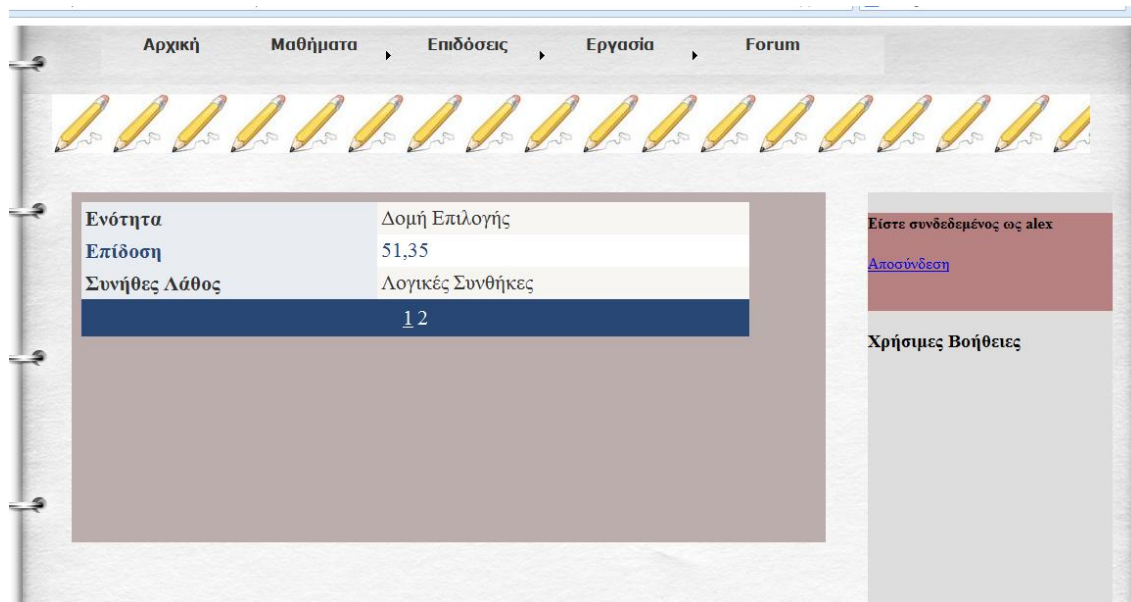 Αρχική Μαθήματα Επιδόσεις Εργασία Forum
Ενότητα Δομή Επιλογής
Επίδοση 51,35
Συνήθες Λάθος Λογικές Συνθήκες
1 2
Είστε συνδεδεμένος ως alex
Αποσύνδεση
Χρήσιμες Βοήθειες